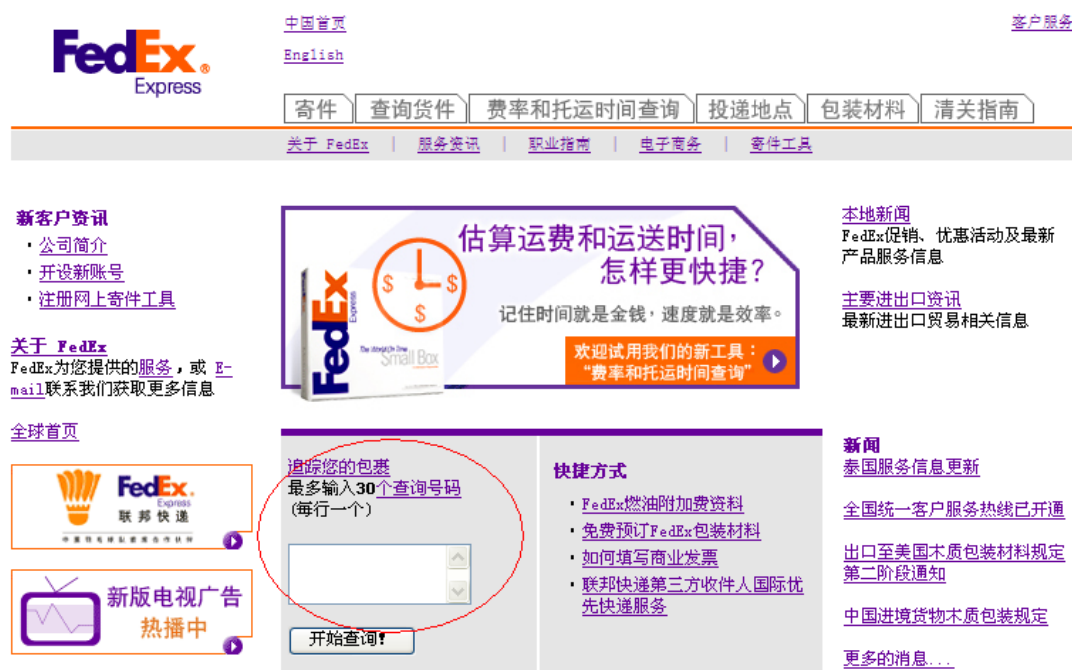 FedEx® Express
中国首页
English
客户服务
寄件
查询货件
费率和托运时间查询
投递地点
包装材料
清关指南
关于 FedEx | 服务资讯 | 职业指南 | 电子商务 | 寄件工具
新客户资讯
· 公司简介
· 开设新账号
· 注册网上寄件工具
关于 FedEx
FedEx为您提供的服务，或 E-
mail联系我们获取更多信息
全球首页
FedEx®
Express
联邦快递
中国羽毛球队首席合作伙伴
新版电视广告
热播中
估算运费和运送时间，
怎样更快捷？
记住时间就是金钱，速度就是效率。
欢迎试用我们的新工具：
“费率和托运时间查询”
FedEx
Express
The World On Time
Small Box
追踪您的包裹
最多输入30个查询号码
(每行一个)
开始查询!
快捷方式
· FedEx燃油附加费资料
· 免费预订FedEx包装材料
· 如何填写商业发票
· 联邦快递第三方收件人国际优
先快递服务
本地新闻
FedEx促销、优惠活动及最新
产品服务信息
主要进出口资讯
最新进出口贸易相关信息
新闻
泰国服务信息更新
全国统一客户服务热线已开通
出口至美国木质包装材料规定
第二阶段通知
中国进境货物木质包装规定
更多的消息...